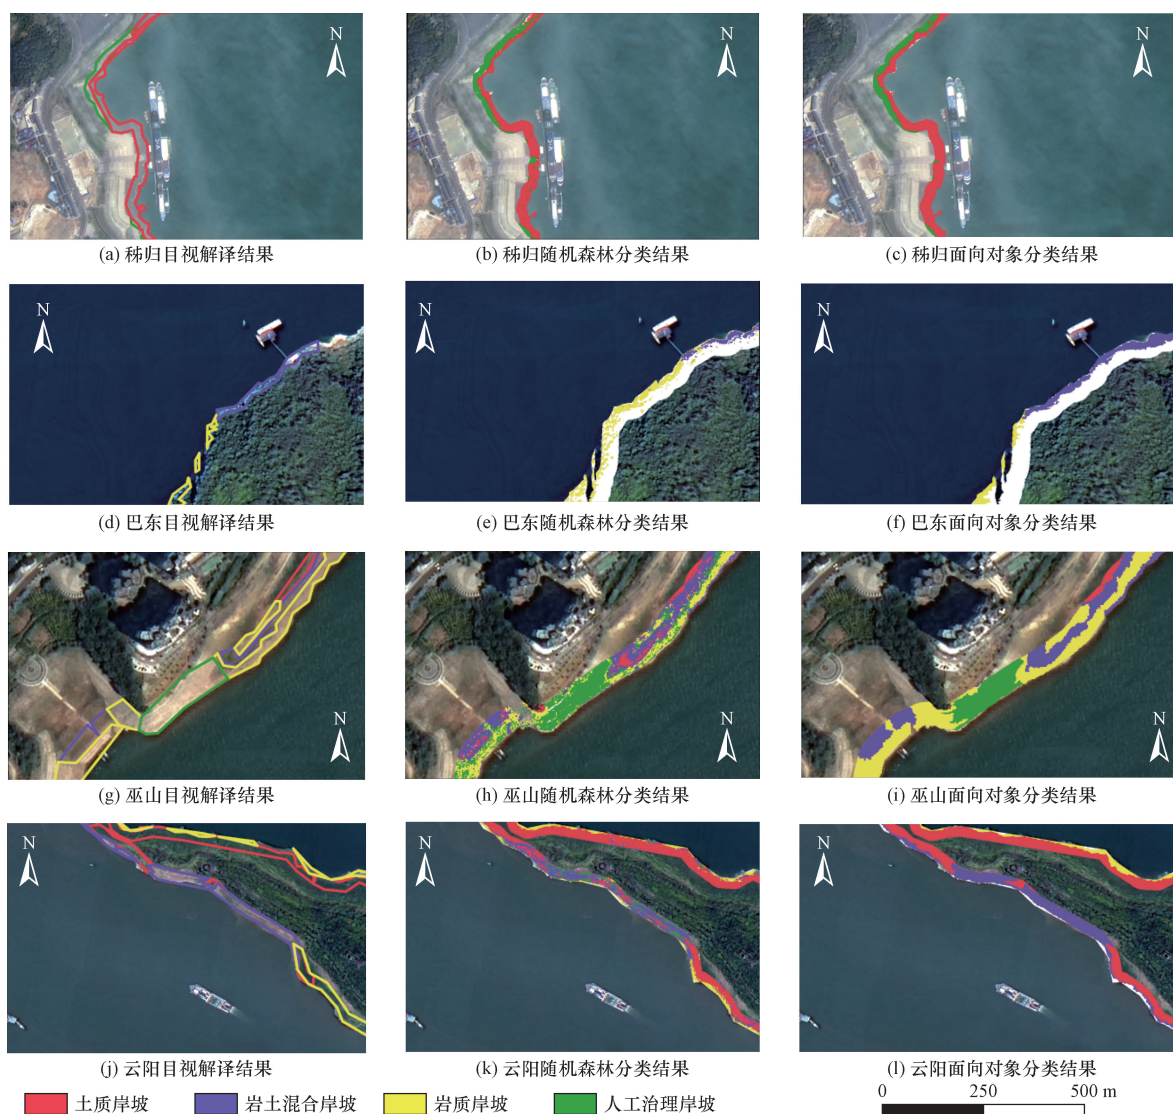 N
N
N
(a) 秭归目视解译结果
(b) 秭归随机森林分类结果
(c) 秭归面向对象分类结果
N
N
N
(d) 巴东目视解译结果
(e) 巴东随机森林分类结果
(f) 巴东面向对象分类结果
N
N
N
(g) 巫山目视解译结果
(h) 巫山随机森林分类结果
(i) 巫山面向对象分类结果
N
N
N
(j) 云阳目视解译结果
(k) 云阳随机森林分类结果
(l) 云阳面向对象分类结果
土质岸坡
岩土混合岸坡
岩质岸坡
人工治理岸坡
0 250 500 m